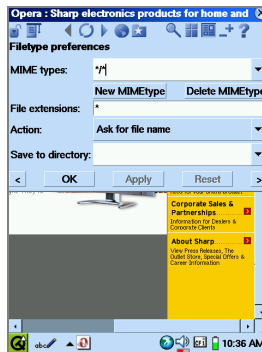 Opera : Sharp electronics products for home and
Filetype preferences
MIME types:
*/*
New MIMEtype
Delete MIMEtype
File extensions:
*
Action:
Ask for file name
Save to directory:
<
OK
Apply
Reset
>
Corporate Sales &
Partnerships
Information for Dealers &
Corporate Clients
About Sharp
View Press Releases, The
Outlet Store, Special Offers &
Career Information
abc
10:36 AM